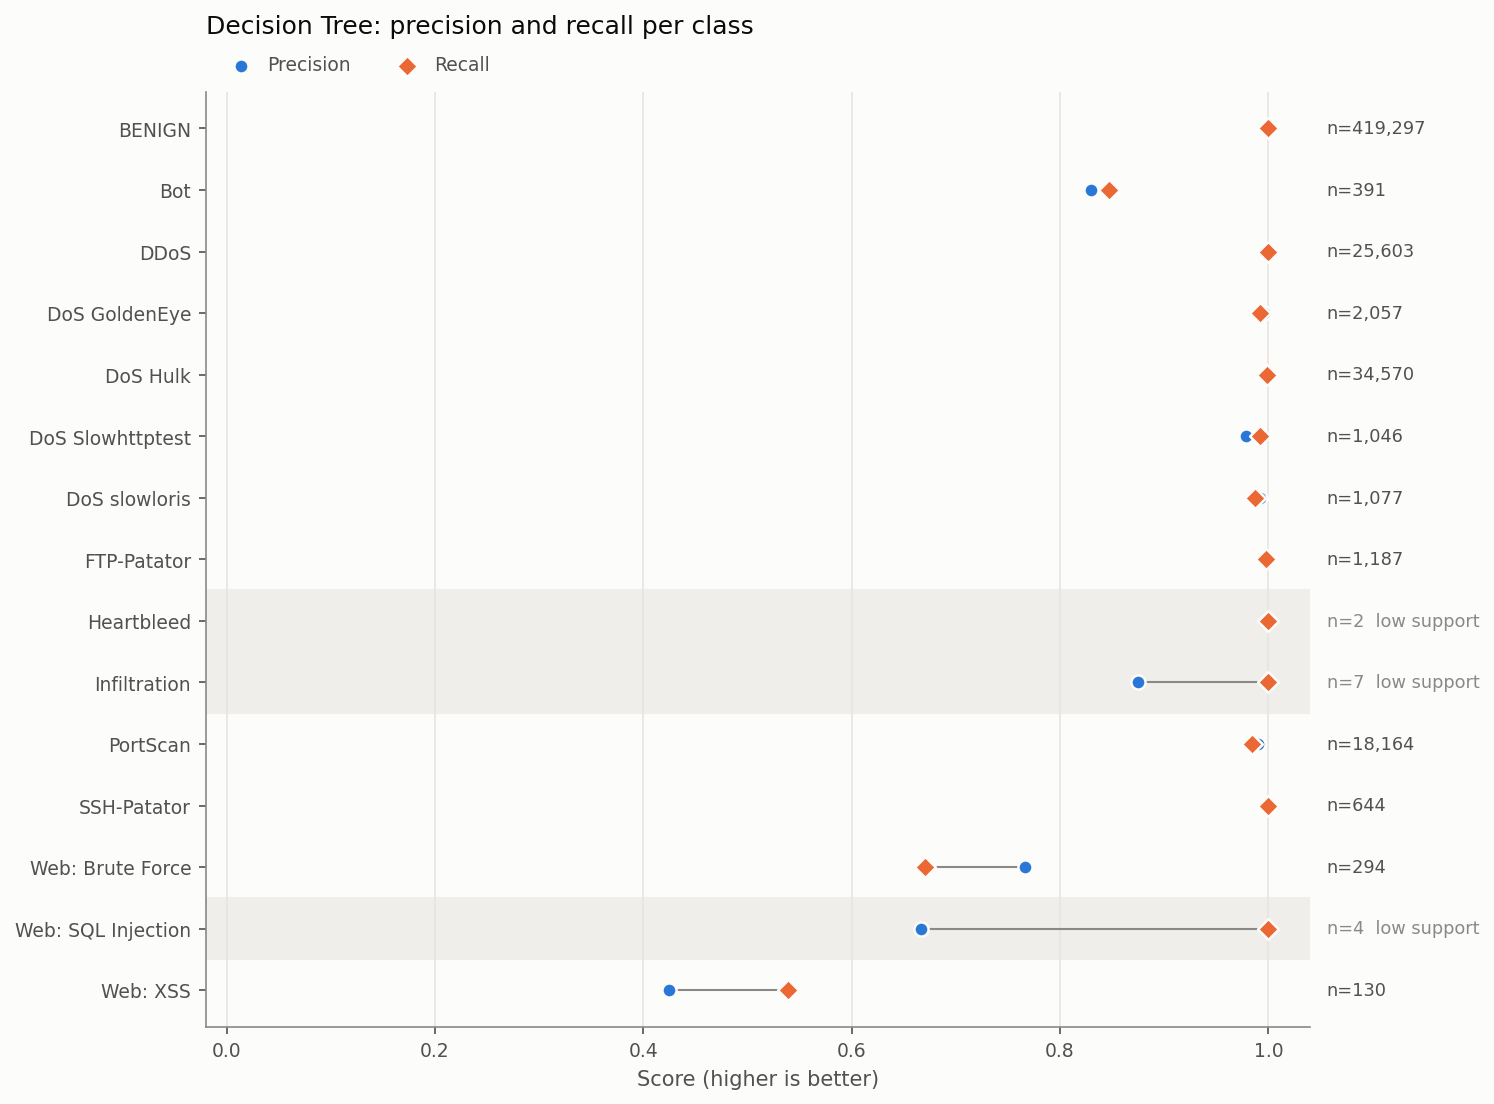 Decision Tree: precision and recall per class
Precision Recall
BENIGN n=419,297
Bot n=391
DDoS n=25,603
DoS GoldenEye n=2,057
DoS Hulk n=34,570
DoS Slowhttptest n=1,046
DoS slowloris n=1,077
FTP-Patator n=1,187
Heartbleed n=2 low support
Infiltration n=7 low support
PortScan n=18,164
SSH-Patator n=644
Web: Brute Force n=294
Web: SQL Injection n=4 low support
Web: XSS n=130
0.0 0.2 0.4 0.6 0.8 1.0
Score (higher is better)